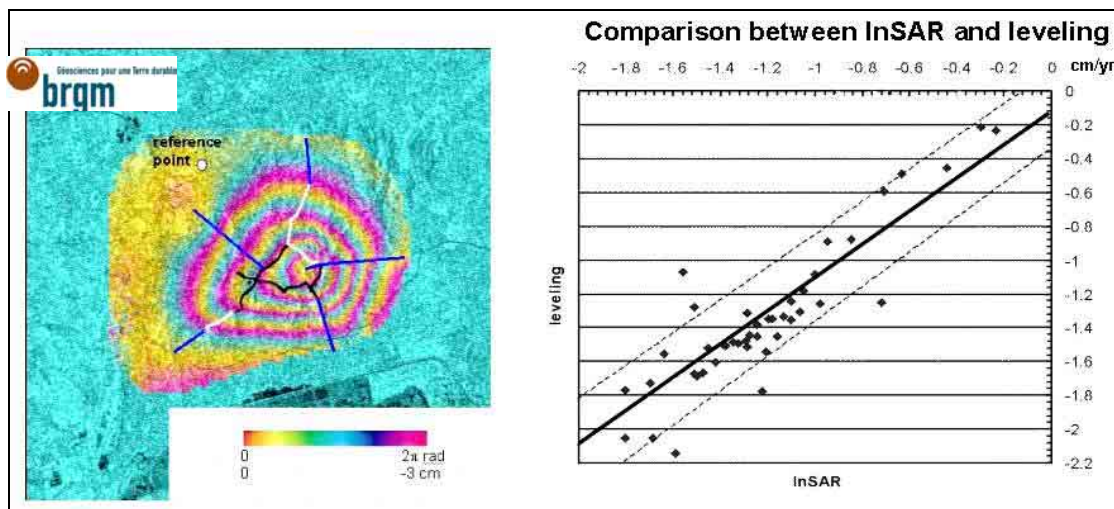 Géosciences pour une Terre durable
brgm
reference
point
0
2π rad
0
-3 cm
Comparison between InSAR and leveling
-2 -1.8 -1.6 -1.4 -1.2 -1 -0.8 -0.6 -0.4 -0.2 0 cm/yr
0
-0.2
-0.4
-0.6
-0.8
-1
-1.2
-1.4
-1.6
-1.8
-2
-2.2
leveling
InSAR